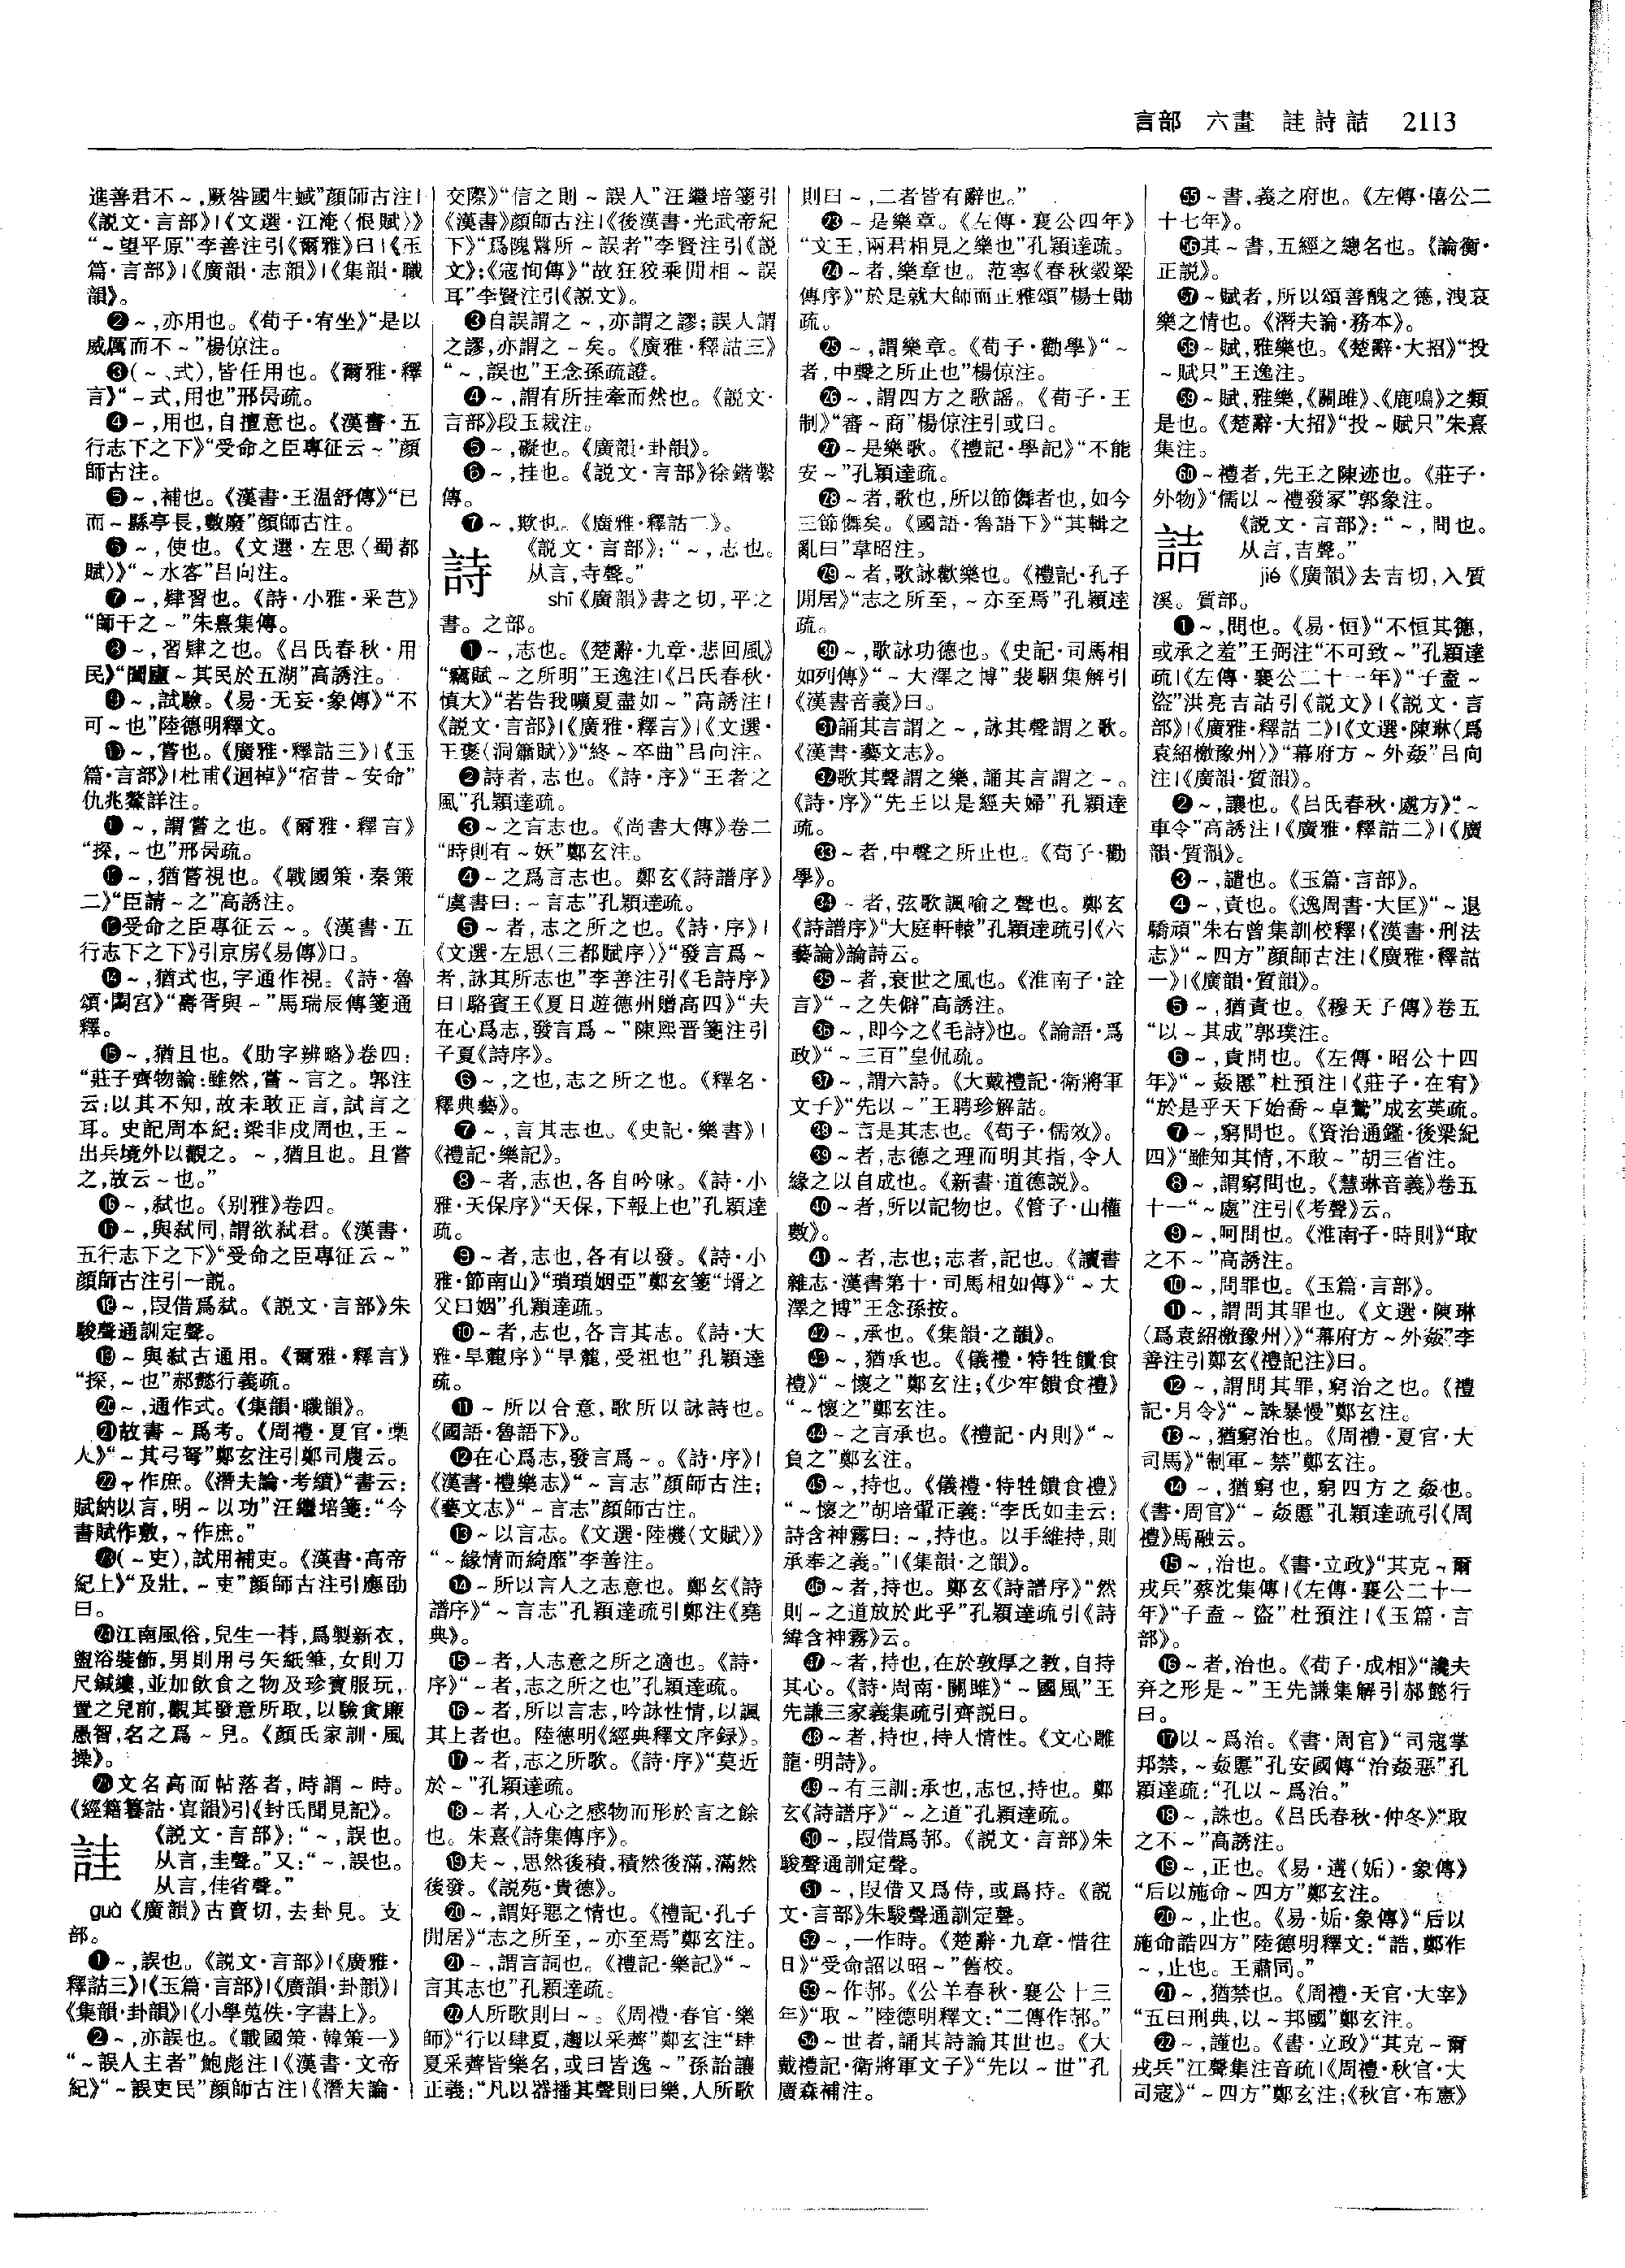 言部 六畫 註詩詰 2113
進善君不～,厥咎國生蜮”顔師古注|
《説文·言部》|《文選·江淹〈恨賦〉》
“～望平原”李善注引《爾雅》曰|《玉
篇·言部》|《廣韻·志韻》|《集韻·職
韻》。
❷～,亦用也。《荀子·宥坐》“是以
威厲而不～”楊倞注。
❸(～、式),皆任用也。《爾雅·釋
言》“～式,用也”邢昺疏。
❹～,用也,自擅意也。《漢書·五
行志下之下》“受命之臣專征云～”顔
師古注。
❺～,補也。《漢書·王温舒傳》“已
而～縣亭長,數廢”顔師古注。
❻～,使也。《文選·左思〈蜀都
賦〉》“～水客”吕向注。
❼～,肄習也。《詩·小雅·采芑》
“師干之～”朱熹集傳。
❽～,習肄之也。《吕氏春秋·用
民》“闔廬～其民於五湖”高誘注。
❾～,試驗。《易·无妄·象傳》“不
可～也”陸德明釋文。
❿～,嘗也。《廣雅·釋詁三》|《玉
篇·言部》|杜甫《迴棹》“宿昔～安命”
仇兆鰲詳注。
⓫～,謂嘗之也。《爾雅·釋言》
“探,～也”邢昺疏。
⓬～,猶嘗視也。《戰國策·秦策
二》“臣請～之”高誘注。
⓭受命之臣專征云～。《漢書·五
行志下之下》引京房《易傳》曰。
⓮～,猶式也,字通作視。《詩·魯
頌·閟宫》“壽胥與～”馬瑞辰傳箋通
釋。
⓯～,猶且也。《助字辨略》卷四:
“莊子齊物論:雖然,嘗～言之。郭注
云:以其不知,故未敢正言,試言之
耳。史記周本紀:梁非戍周也,王～
出兵境外以觀之。～,猶且也。且嘗
之,故云～也。”
⓰～,弑也。《别雅》卷四。
⓱～,與弑同,謂欲弑君。《漢書·
五行志下之下》“受命之臣專征云～”
顔師古注引一説。
⓲～,叚借爲弑。《説文·言部》朱
駿聲通訓定聲。
⓳～與弑古通用。《爾雅·釋言》
“探,～也”郝懿行義疏。
⓴～,通作式。《集韻·職韻》。
㉑故書～爲考。《周禮·夏官·稾
人》“～其弓弩”鄭玄注引鄭司農云。
㉒～作庶。《潛夫論·考績》“書云:
賦納以言,明～以功”汪繼培箋:“今
書賦作敷,～作庶。”
㉓(～吏),試用補吏。《漢書·高帝
紀上》“及壯,～吏”顔師古注引應劭
曰。
㉔江南風俗,兒生一朞,爲製新衣,
盥浴裝飾,男則用弓矢紙筆,女則刀
尺鍼縷,並加飲食之物及珍寶服玩,
置之兒前,觀其發意所取,以驗貪廉
愚智,名之爲～兒。《顔氏家訓·風
操》。
㉕文名高而帖落者,時謂～時。
《經籍籑詁·寘韻》引《封氏聞見記》。
註 《説文·言部》:“～,誤也。
从言,圭聲。”又:“～,誤也。
从言,佳省聲。”
guà《廣韻》古賣切,去卦見。支
部。
❶～,誤也。《説文·言部》|《廣雅·
釋詁三》|《玉篇·言部》|《廣韻·卦韻》|
《集韻·卦韻》|《小學蒐佚·字書上》。
❷～,亦誤也。《戰國策·韓策一》
“～誤人主者”鮑彪注|《漢書·文帝
紀》“～誤吏民”顔師古注|《潛夫論·
交際》“信之則～誤人”汪繼培箋引
《漢書》顔師古注|《後漢書·光武帝紀
下》“爲隗囂所～誤者”李賢注引《説
文》;《寇恂傳》“故狂狡乘間相～誤
耳”李賢注引《説文》。
❸自誤謂之～,亦謂之謬;誤人謂
之謬,亦謂之～矣。《廣雅·釋詁三》
“～,誤也”王念孫疏證。
❹～,謂有所挂牽而然也。《説文·
言部》段玉裁注。
❺～,礙也。《廣韻·卦韻》。
❻～,挂也。《説文·言部》徐鍇繫
傳。
❼～,欺也。《廣雅·釋詁二》。
詩 《説文·言部》:“～,志也。
从言,寺聲。”
shī《廣韻》書之切,平之
書。之部。
❶～,志也。《楚辭·九章·悲回風》
“竊賦～之所明”王逸注|《吕氏春秋·
慎大》“若告我曠夏盡如～”高誘注|
《説文·言部》|《廣雅·釋言》|《文選·
王褒〈洞簫賦〉》“終～卒曲”吕向注。
❷詩者,志也。《詩·序》“王者之
風”孔穎達疏。
❸～之言志也。《尚書大傳》卷二
“時則有～妖”鄭玄注。
❹～之爲言志也。鄭玄《詩譜序》
“虞書曰:～言志”孔穎達疏。
❺～者,志之所之也。《詩·序》|
《文選·左思〈三都賦序〉》“發言爲～
者,詠其所志也”李善注引《毛詩序》
曰|駱賓王《夏日遊德州贈高四》“夫
在心爲志,發言爲～”陳熙晋箋注引
子夏《詩序》。
❻～,之也,志之所之也。《釋名·
釋典藝》。
❼～,言其志也。《史記·樂書》|
《禮記·樂記》。
❽～者,志也,各自吟咏。《詩·小
雅·天保序》“天保,下報上也”孔穎達
疏。
❾～者,志也,各有以發。《詩·小
雅·節南山》“瑣瑣姻亞”鄭玄箋“壻之
父曰姻”孔穎達疏。
❿～者,志也,各言其志。《詩·大
雅·旱麓序》“旱麓,受祖也”孔穎達
疏。
⓫～所以合意,歌所以詠詩也。
《國語·魯語下》。
⓬在心爲志,發言爲～。《詩·序》|
《漢書·禮樂志》“～言志”顔師古注;
《藝文志》“～言志”顔師古注。
⓭～以言志。《文選·陸機〈文賦〉》
“～緣情而綺靡”李善注。
⓮～所以言人之志意也。鄭玄《詩
譜序》“～言志”孔穎達疏引鄭注《堯
典》。
⓯～者,人志意之所之適也。《詩·
序》“～者,志之所之也”孔穎達疏。
⓰～者,所以言志,吟詠性情,以諷
其上者也。陸德明《經典釋文序録》。
⓱～者,志之所歌。《詩·序》“莫近
於～”孔穎達疏。
⓲～者,人心之感物而形於言之餘
也。朱熹《詩集傳序》。
⓳夫～,思然後積,積然後滿,滿然
後發。《説苑·貴德》。
⓴～,謂好惡之情也。《禮記·孔子
閒居》“志之所至,～亦至焉”鄭玄注。
㉑～,謂言詞也。《禮記·樂記》“～
言其志也”孔穎達疏。
㉒人所歌則曰～。《周禮·春官·樂
師》“行以肆夏,趨以采薺”鄭玄注“肆
夏采薺皆樂名,或曰皆逸～”孫詒讓
正義:“凡以器播其聲則曰樂,人所歌
則曰～,二者皆有辭也。”
㉓～是樂章。《左傳·襄公四年》
“文王,兩君相見之樂也”孔穎達疏。
㉔～者,樂章也。范寧《春秋穀梁
傳序》“於是就大師而正雅頌”楊士勛
疏。
㉕～,謂樂章。《荀子·勸學》“～
者,中聲之所止也”楊倞注。
㉖～,謂四方之歌謡。《荀子·王
制》“審～商”楊倞注引或曰。
㉗～是樂歌。《禮記·學記》“不能
安～”孔穎達疏。
㉘～者,歌也,所以節儛者也,如今
三節儛矣。《國語·魯語下》“其輯之
亂曰”韋昭注。
㉙～者,歌詠歡樂也。《禮記·孔子
閒居》“志之所至,～亦至焉”孔穎達
疏。
㉚～,歌詠功德也。《史記·司馬相
如列傳》“～大澤之博”裴駰集解引
《漢書音義》曰。
㉛誦其言謂之～,詠其聲謂之歌。
《漢書·藝文志》。
㉜歌其聲謂之樂,誦其言謂之～。
《詩·序》“先王以是經夫婦”孔穎達
疏。
㉝～者,中聲之所止也。《荀子·勸
學》。
㉞～者,弦歌諷喻之聲也。鄭玄
《詩譜序》“大庭軒轅”孔穎達疏引《六
藝論》論詩云。
㉟～者,衰世之風也。《淮南子·詮
言》“～之失僻”高誘注。
㊱～,即今之《毛詩》也。《論語·爲
政》“～三百”皇侃疏。
㊲～,謂六詩。《大戴禮記·衛將軍
文子》“先以～”王聘珍解詁。
㊳～言是其志也。《荀子·儒效》。
㊴～者,志德之理而明其指,令人
緣之以自成也。《新書·道德説》。
㊵～者,所以記物也。《管子·山權
數》。
㊶～者,志也;志者,記也。《讀書
雜志·漢書第十·司馬相如傳》“～大
澤之博”王念孫按。
㊷～,承也。《集韻·之韻》。
㊸～,猶承也。《儀禮·特牲饋食
禮》“～懷之”鄭玄注;《少牢饋食禮》
“～懷之”鄭玄注。
㊹～之言承也。《禮記·内則》“～
負之”鄭玄注。
㊺～,持也。《儀禮·特牲饋食禮》
“～懷之”胡培翬正義:“李氏如圭云:
詩含神霧曰:～,持也。以手維持,則
承奉之義。”|《集韻·之韻》。
㊻～者,持也。鄭玄《詩譜序》“然
則～之道放於此乎”孔穎達疏引《詩
緯含神霧》云。
㊼～者,持也,在於敦厚之教,自持
其心。《詩·周南·關雎》“～國風”王
先謙三家義集疏引齊説曰。
㊽～者,持也,持人情性。《文心雕
龍·明詩》。
㊾～有三訓:承也,志也,持也。鄭
玄《詩譜序》“～之道”孔穎達疏。
㊿～,叚借爲邿。《説文·言部》朱
駿聲通訓定聲。
51～,叚借又爲侍,或爲持。《説
文·言部》朱駿聲通訓定聲。
52～,一作時。《楚辭·九章·惜往
日》“受命詔以昭～”舊校。
53～作邿。《公羊春秋·襄公十三
年》“取～”陸德明釋文:“二傳作邿。”
54～世者,誦其詩論其世也。《大
戴禮記·衛將軍文子》“先以～世”孔
廣森補注。
55～書,義之府也。《左傳·僖公二
十七年》。
56其～書,五經之總名也。《論衡·
正説》。
57～賦者,所以頌善醜之德,洩哀
樂之情也。《潛夫論·務本》。
58～賦,雅樂也。《楚辭·大招》“投
～賦只”王逸注。
59～賦,雅樂,《關雎》、《鹿鳴》之類
是也。《楚辭·大招》“投～賦只”朱熹
集注。
60～禮者,先王之陳迹也。《莊子·
外物》“儒以～禮發冢”郭象注。
詰 《説文·言部》:“～,問也。
从言,吉聲。”
jié《廣韻》去吉切,入質
溪。質部。
❶～,問也。《易·恒》“不恒其德,
或承之羞”王弼注“不可致～”孔穎達
疏|《左傳·襄公二十一年》“子盍～
盜”洪亮吉詁引《説文》|《説文·言
部》|《廣雅·釋詁二》|《文選·陳琳〈爲
袁紹檄豫州〉》“幕府方～外姦”吕向
注|《廣韻·質韻》。
❷～,讓也。《吕氏春秋·處方》“～
車令”高誘注|《廣雅·釋詁二》|《廣
韻·質韻》。
❸～,譴也。《玉篇·言部》。
❹～,責也。《逸周書·大匡》“～退
驕頑”朱右曾集訓校釋|《漢書·刑法
志》“～四方”顔師古注|《廣雅·釋詁
一》|《廣韻·質韻》。
❺～,猶責也。《穆天子傳》卷五
“以～其成”郭璞注。
❻～,責問也。《左傳·昭公十四
年》“～姦慝”杜預注|《莊子·在宥》
“於是乎天下始喬～卓鷙”成玄英疏。
❼～,窮問也。《資治通鑑·後梁紀
四》“雖知其情,不敢～”胡三省注。
❽～,謂窮問也。《慧琳音義》卷五
十一“～處”注引《考聲》云。
❾～,呵問也。《淮南子·時則》“取
之不～”高誘注。
❿～,問罪也。《玉篇·言部》。
⓫～,謂問其罪也。《文選·陳琳
〈爲袁紹檄豫州〉》“幕府方～外姦”李
善注引鄭玄《禮記注》曰。
⓬～,謂問其罪,窮治之也。《禮
記·月令》“～誅暴慢”鄭玄注。
⓭～,猶窮治也。《周禮·夏官·大
司馬》“制軍～禁”鄭玄注。
⓮～,猶窮也,窮四方之姦也。
《書·周官》“～姦慝”孔穎達疏引《周
禮》馬融云。
⓯～,治也。《書·立政》“其克～爾
戎兵”蔡沈集傳|《左傳·襄公二十一
年》“子盍～盜”杜預注|《玉篇·言
部》。
⓰～者,治也。《荀子·成相》“讒夫
弃之形是～”王先謙集解引郝懿行
曰。
⓱以～爲治。《書·周官》“司寇掌
邦禁,～姦慝”孔安國傳“治姦惡”孔
穎達疏:“孔以～爲治。”
⓲～,誅也。《吕氏春秋·仲冬》“取
之不～”高誘注。
⓳～,正也。《易·遘(姤)·象傳》
“后以施命～四方”鄭玄注。
⓴～,止也。《易·姤·象傳》“后以
施命誥四方”陸德明釋文:“誥,鄭作
～,止也。王肅同。”
㉑～,猶禁也。《周禮·天官·大宰》
“五曰刑典,以～邦國”鄭玄注。
㉒～,謹也。《書·立政》“其克～爾
戎兵”江聲集注音疏|《周禮·秋官·大
司寇》“～四方”鄭玄注;《秋官·布憲》